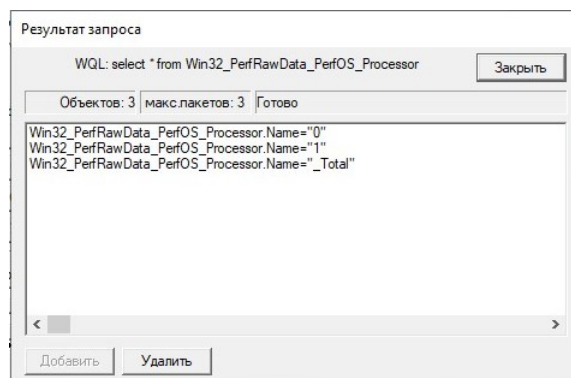 Результат запроса
WQL: select * from Win32_PerfRawData_PerfOS_Processor
Закрыть
Объектов: 3 макс.пакетов: 3 Готово
Win32_PerfRawData_PerfOS_Processor.Name="0"
Win32_PerfRawData_PerfOS_Processor.Name="1"
Win32_PerfRawData_PerfOS_Processor.Name="_Total"
Добавить Удалить